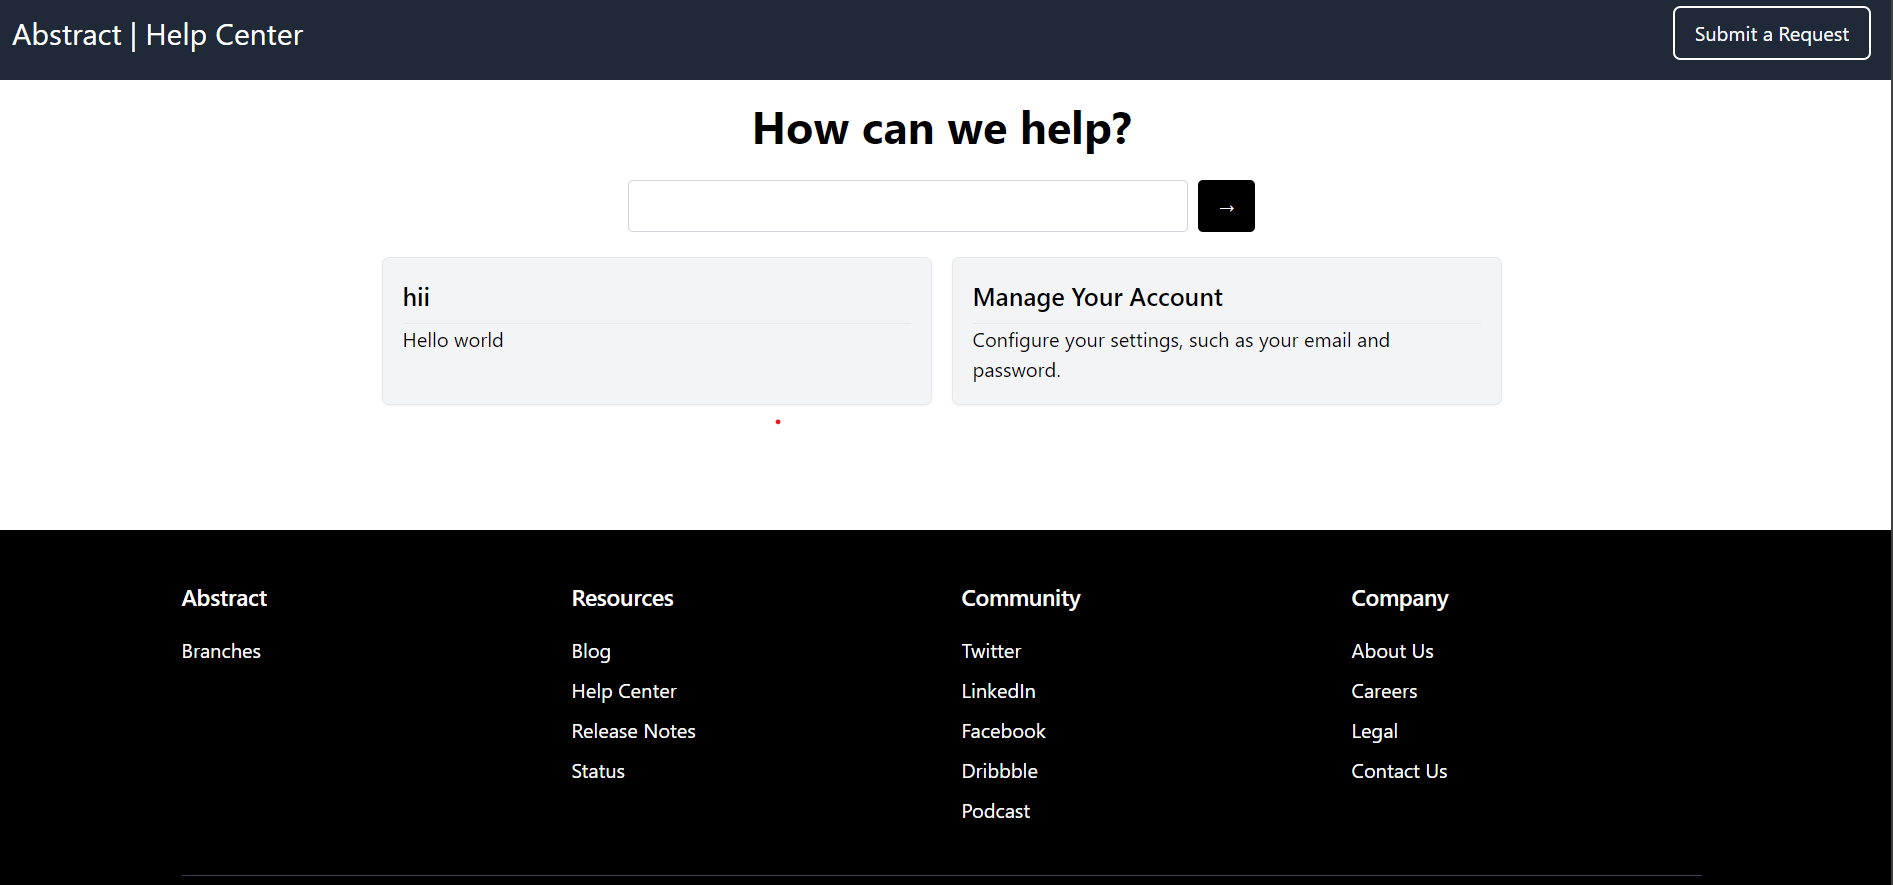 Abstract | Help Center
Submit a Request
How can we help?
→
hii
Hello world
Manage Your Account
Configure your settings, such as your email and
password.
Abstract
Branches
Resources
Blog
Help Center
Release Notes
Status
Community
Twitter
LinkedIn
Facebook
Dribbble
Podcast
Company
About Us
Careers
Legal
Contact Us